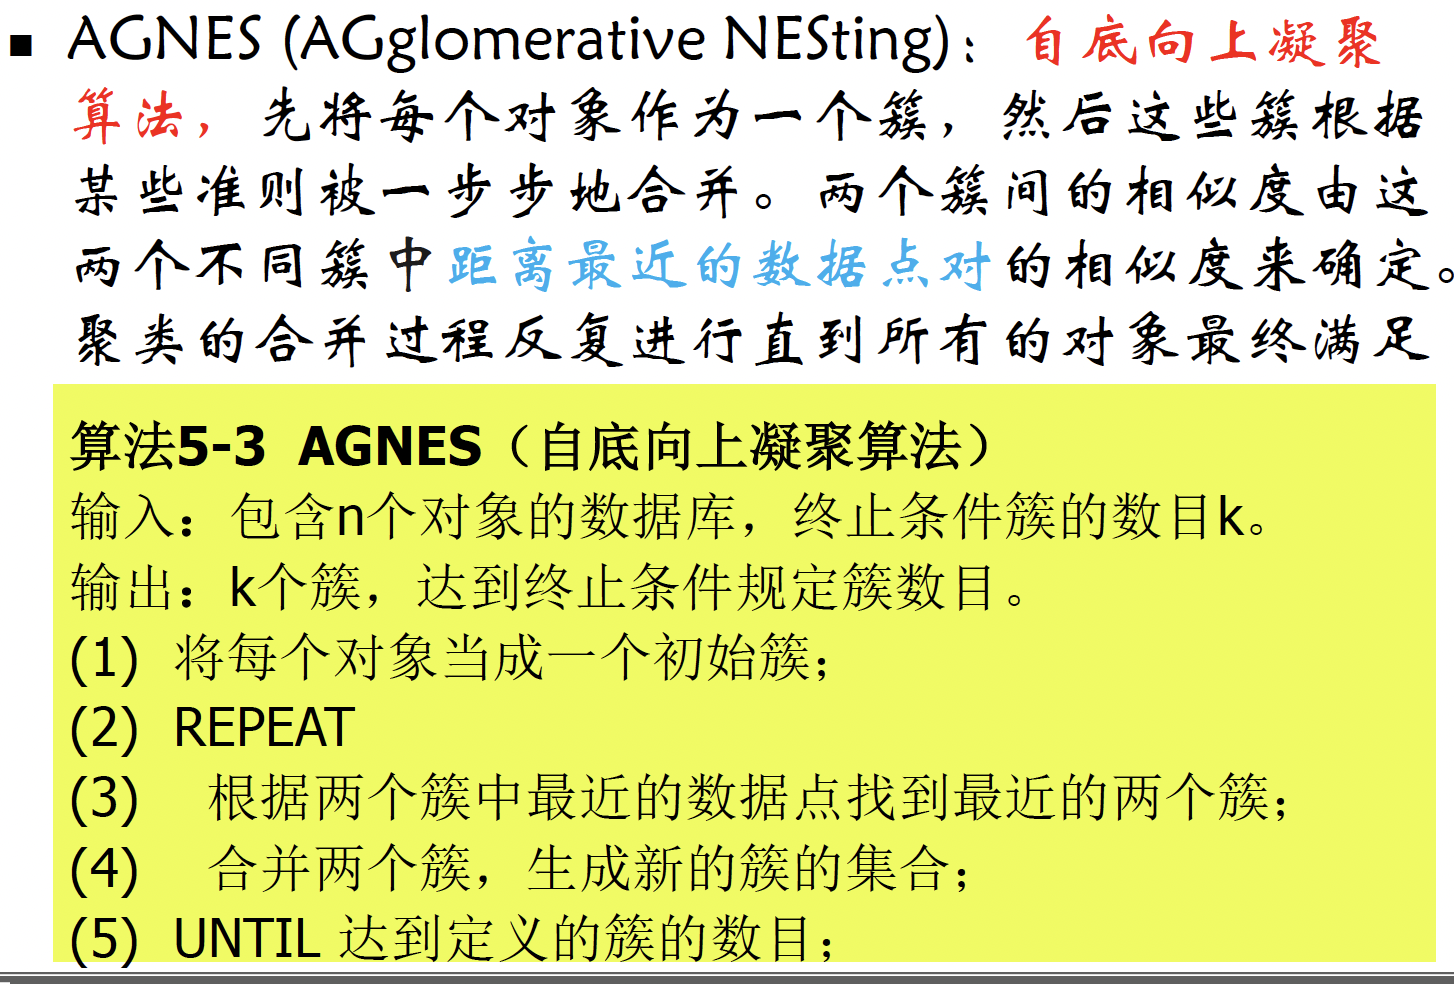 ■ AGNES (AGglomerative NESting)：自底向上凝聚
算法，先将每个对象作为一个簇，然后这些簇根据
某些准则被一步步地合并。两个簇间的相似度由这
两个不同簇中距离最近的数据点对的相似度来确定。
聚类的合并过程反复进行直到所有的对象最终满足
算法5-3 AGNES（自底向上凝聚算法）
输入：包含n个对象的数据库，终止条件簇的数目k。
输出：k个簇，达到终止条件规定簇数目。
(1) 将每个对象当成一个初始簇；
(2) REPEAT
(3) 根据两个簇中最近的数据点找到最近的两个簇；
(4) 合并两个簇，生成新的簇的集合；
(5) UNTIL 达到定义的簇的数目；